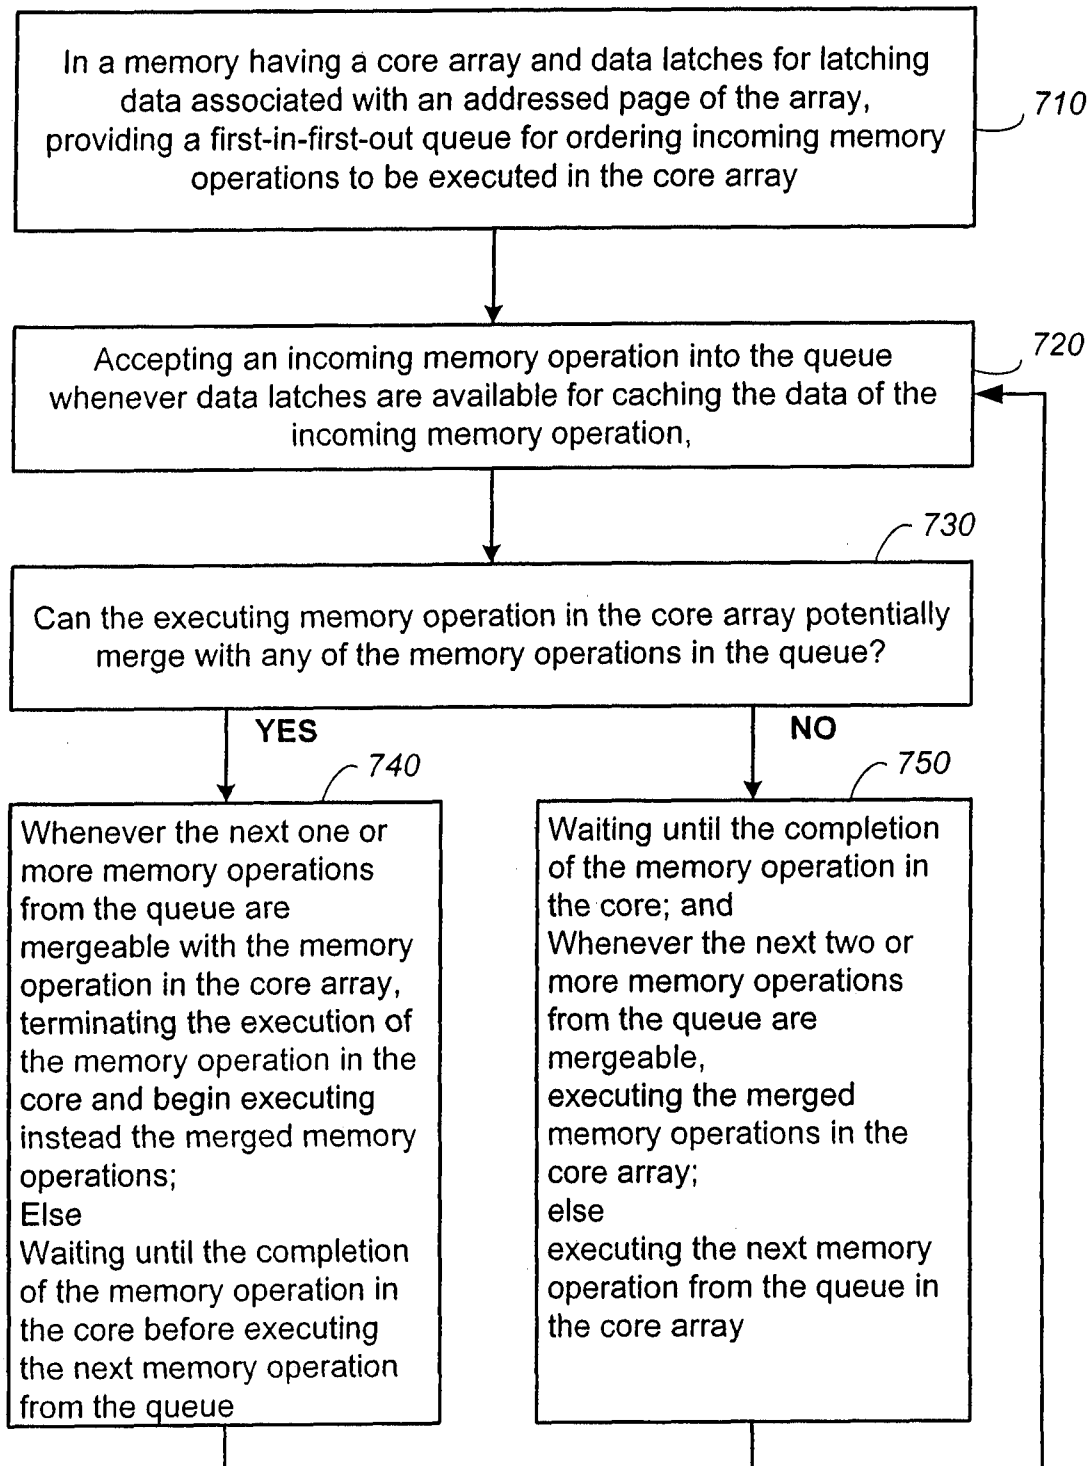 In a memory having a core array and data latches for latching
data associated with an addressed page of the array,
providing a first-in-first-out queue for ordering incoming memory
operations to be executed in the core array
710
Accepting an incoming memory operation into the queue
whenever data latches are available for caching the data of the
incoming memory operation,
720
730
Can the executing memory operation in the core array potentially
merge with any of the memory operations in the queue?
YES
NO
740
Whenever the next one or
more memory operations
from the queue are
mergeable with the memory
operation in the core array,
terminating the execution of
the memory operation in the
core and begin executing
instead the merged memory
operations;
Else
Waiting until the completion
of the memory operation in
the core before executing
the next memory operation
from the queue
750
Waiting until the completion
of the memory operation in
the core; and
Whenever the next two or
more memory operations
from the queue are
mergeable,
executing the merged
memory operations in the
core array;
else
executing the next memory
operation from the queue in
the core array